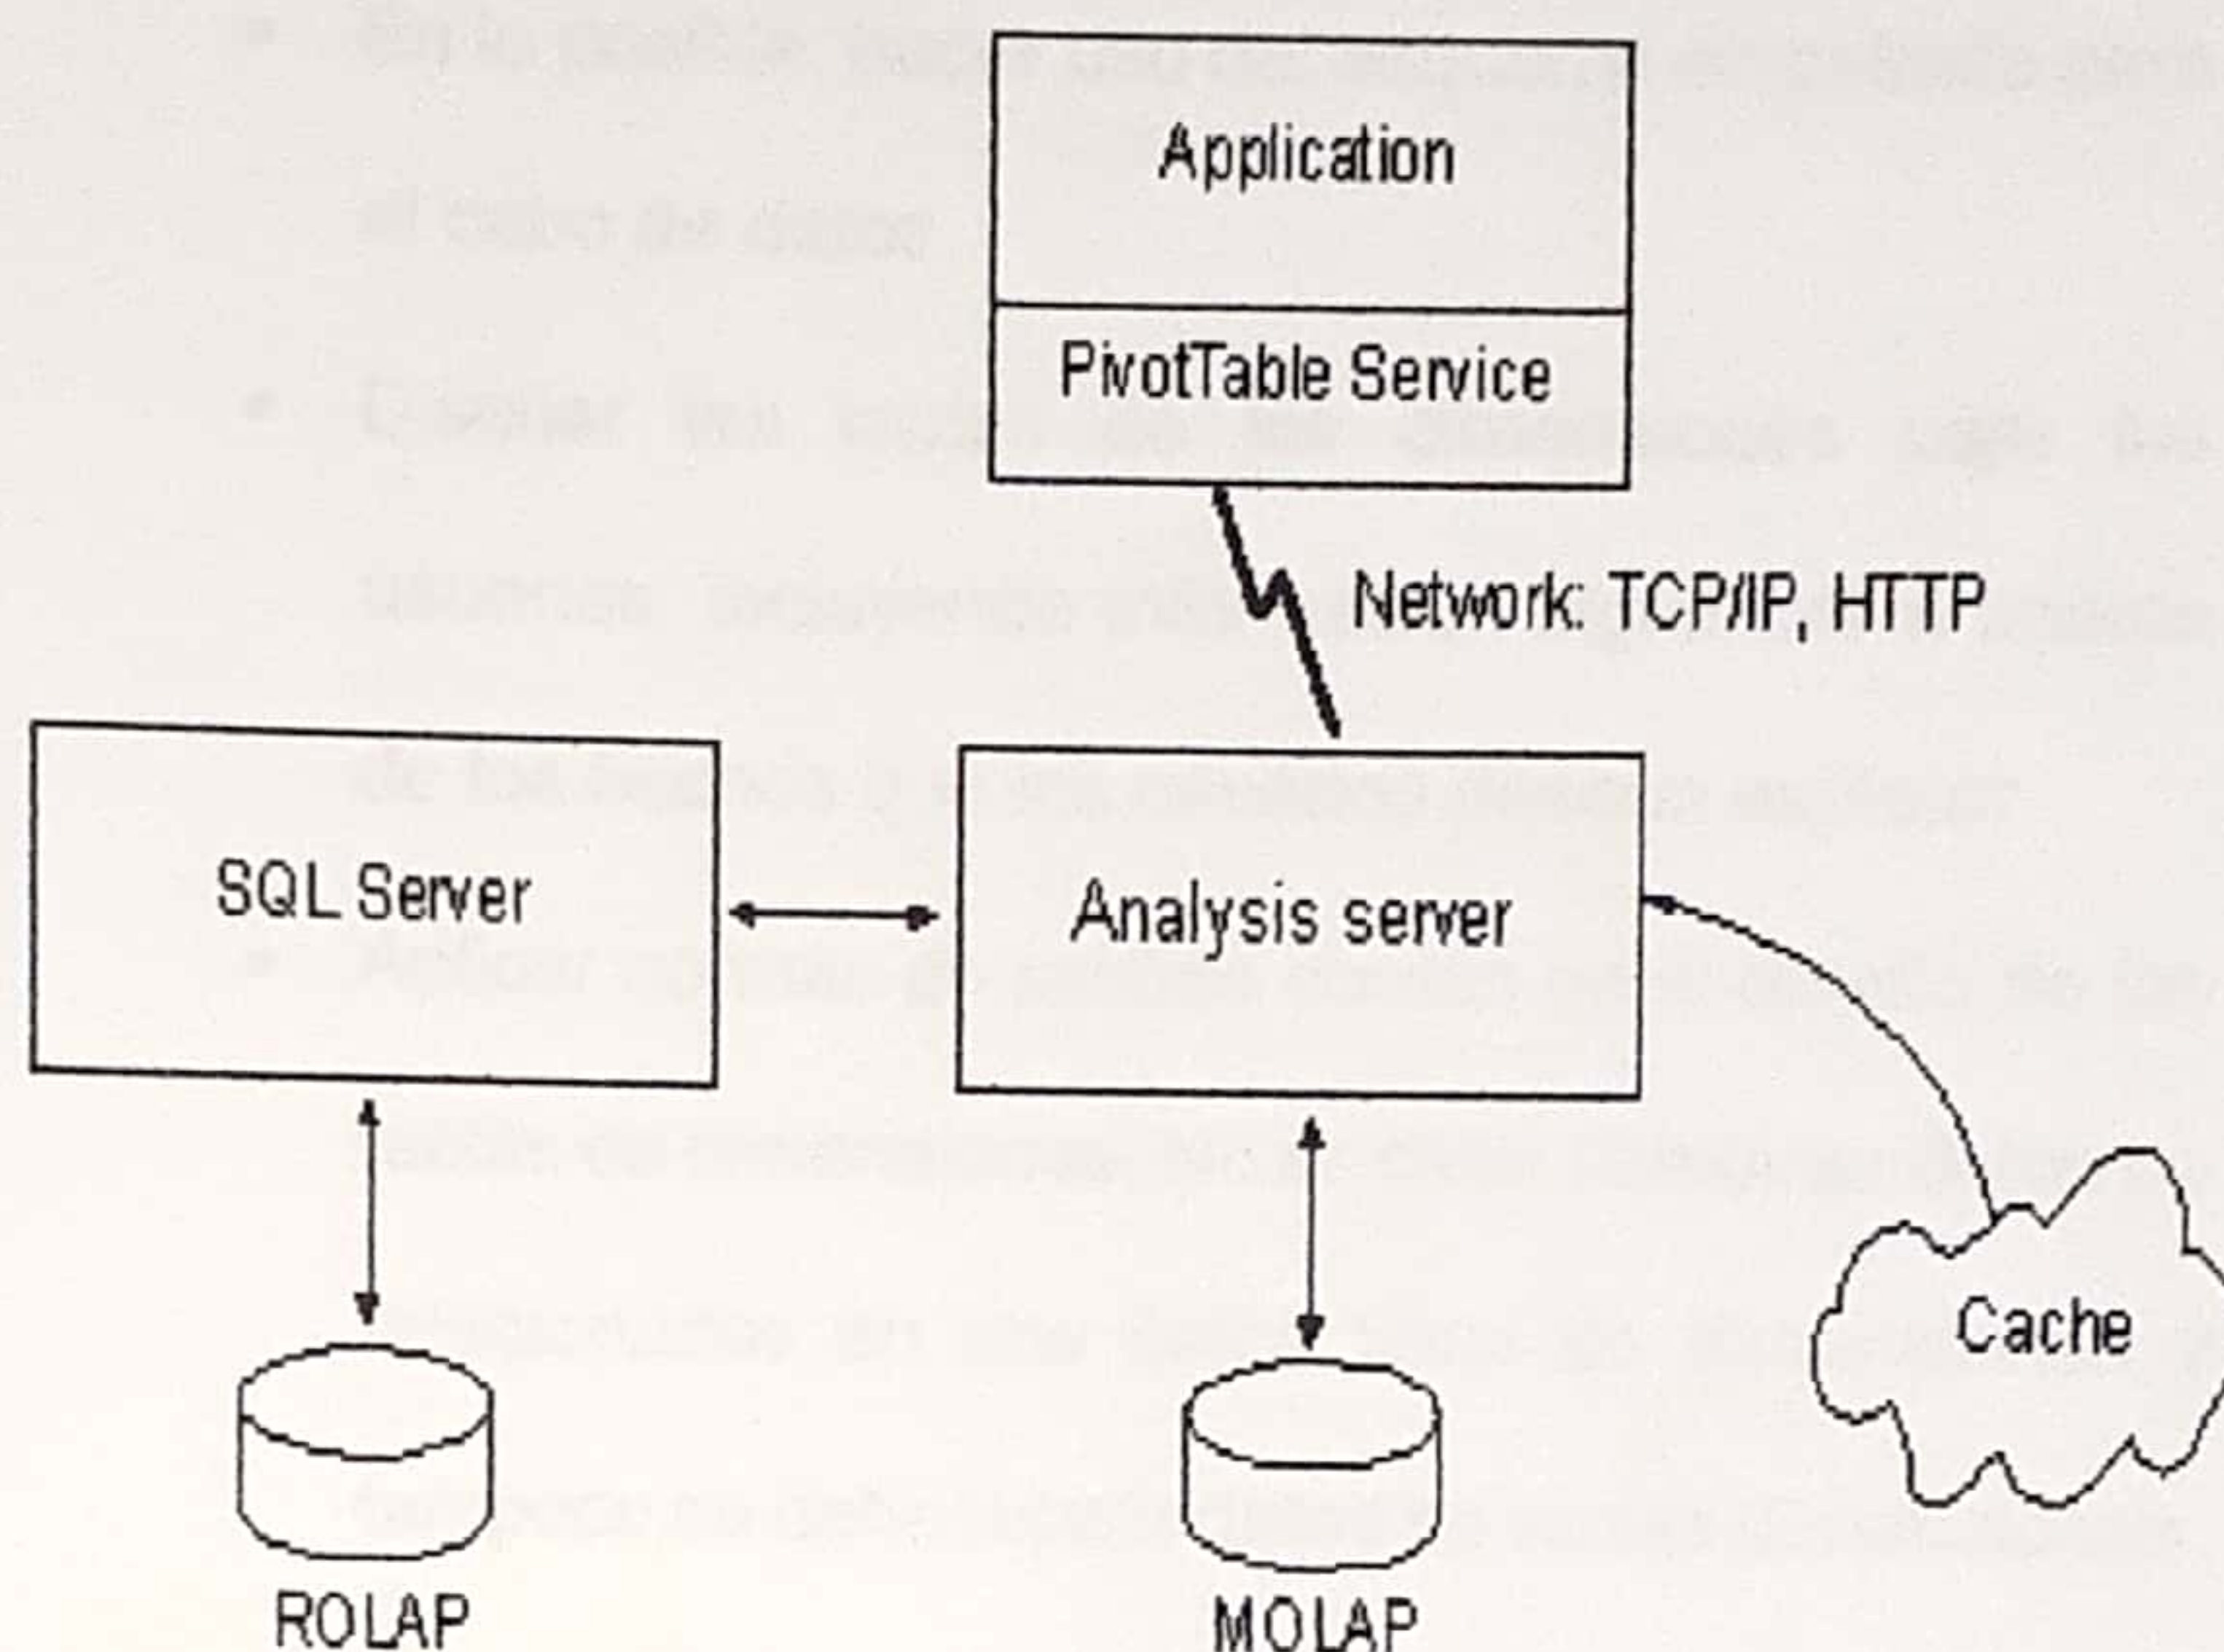 Application
PivotTable Service
Network: TCP/IP, HTTP
SQL Server
Analysis server
Cache
ROLAP
MOLAP